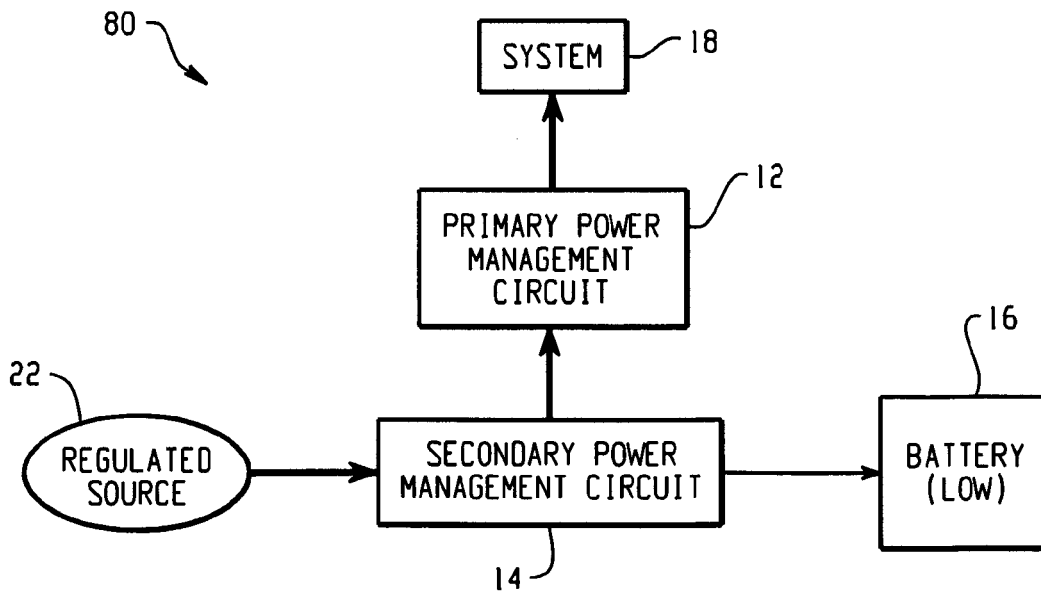 80
SYSTEM
18
PRIMARY POWER
MANAGEMENT
CIRCUIT
12
22
REGULATED
SOURCE
SECONDARY POWER
MANAGEMENT CIRCUIT
14
16
BATTERY
(LOW)